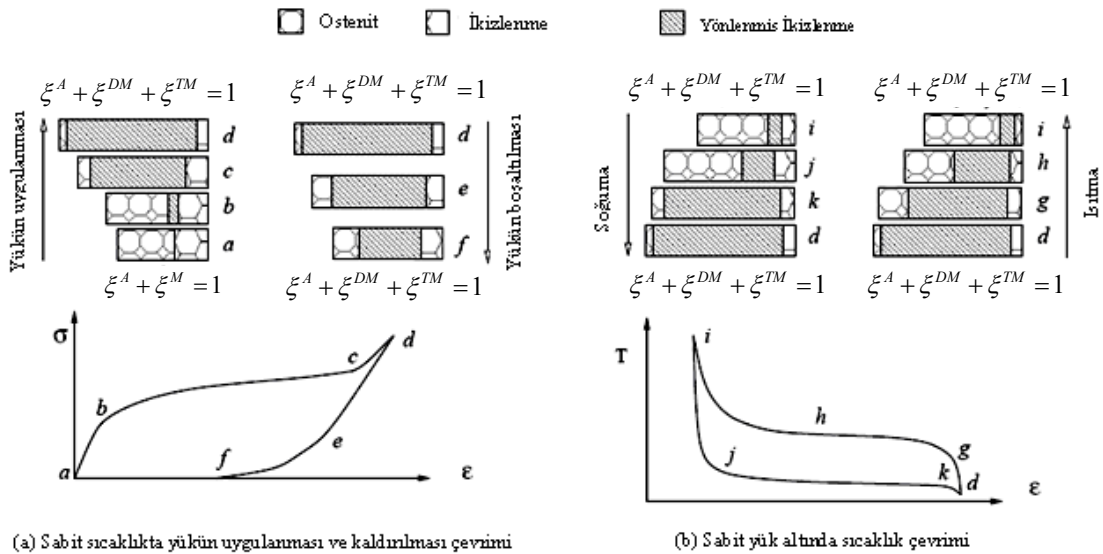 Ostenit İkizlenme Yönlenmis İkizlenme
ξ^A + ξ^DM + ξ^TM = 1
ξ^A + ξ^DM + ξ^TM = 1
Yükün uygulanması
d
c
b
a
d
e
f
Yükün boşaltılması
ξ^A + ξ^M = 1
ξ^A + ξ^DM + ξ^TM = 1
σ
a
b
c
d
e
f
ε
(a) Sabit sıcaklıkta yükün uygulanması ve kaldırılması çevrimi
ξ^A + ξ^DM + ξ^TM = 1
ξ^A + ξ^DM + ξ^TM = 1
Soğuma
i
j
k
d
i
h
g
d
Isıtma
ξ^A + ξ^DM + ξ^TM = 1
ξ^A + ξ^DM + ξ^TM = 1
T
i
h
g
j
k
d
ε
(b) Sabit yük altında sıcaklık çevrimi